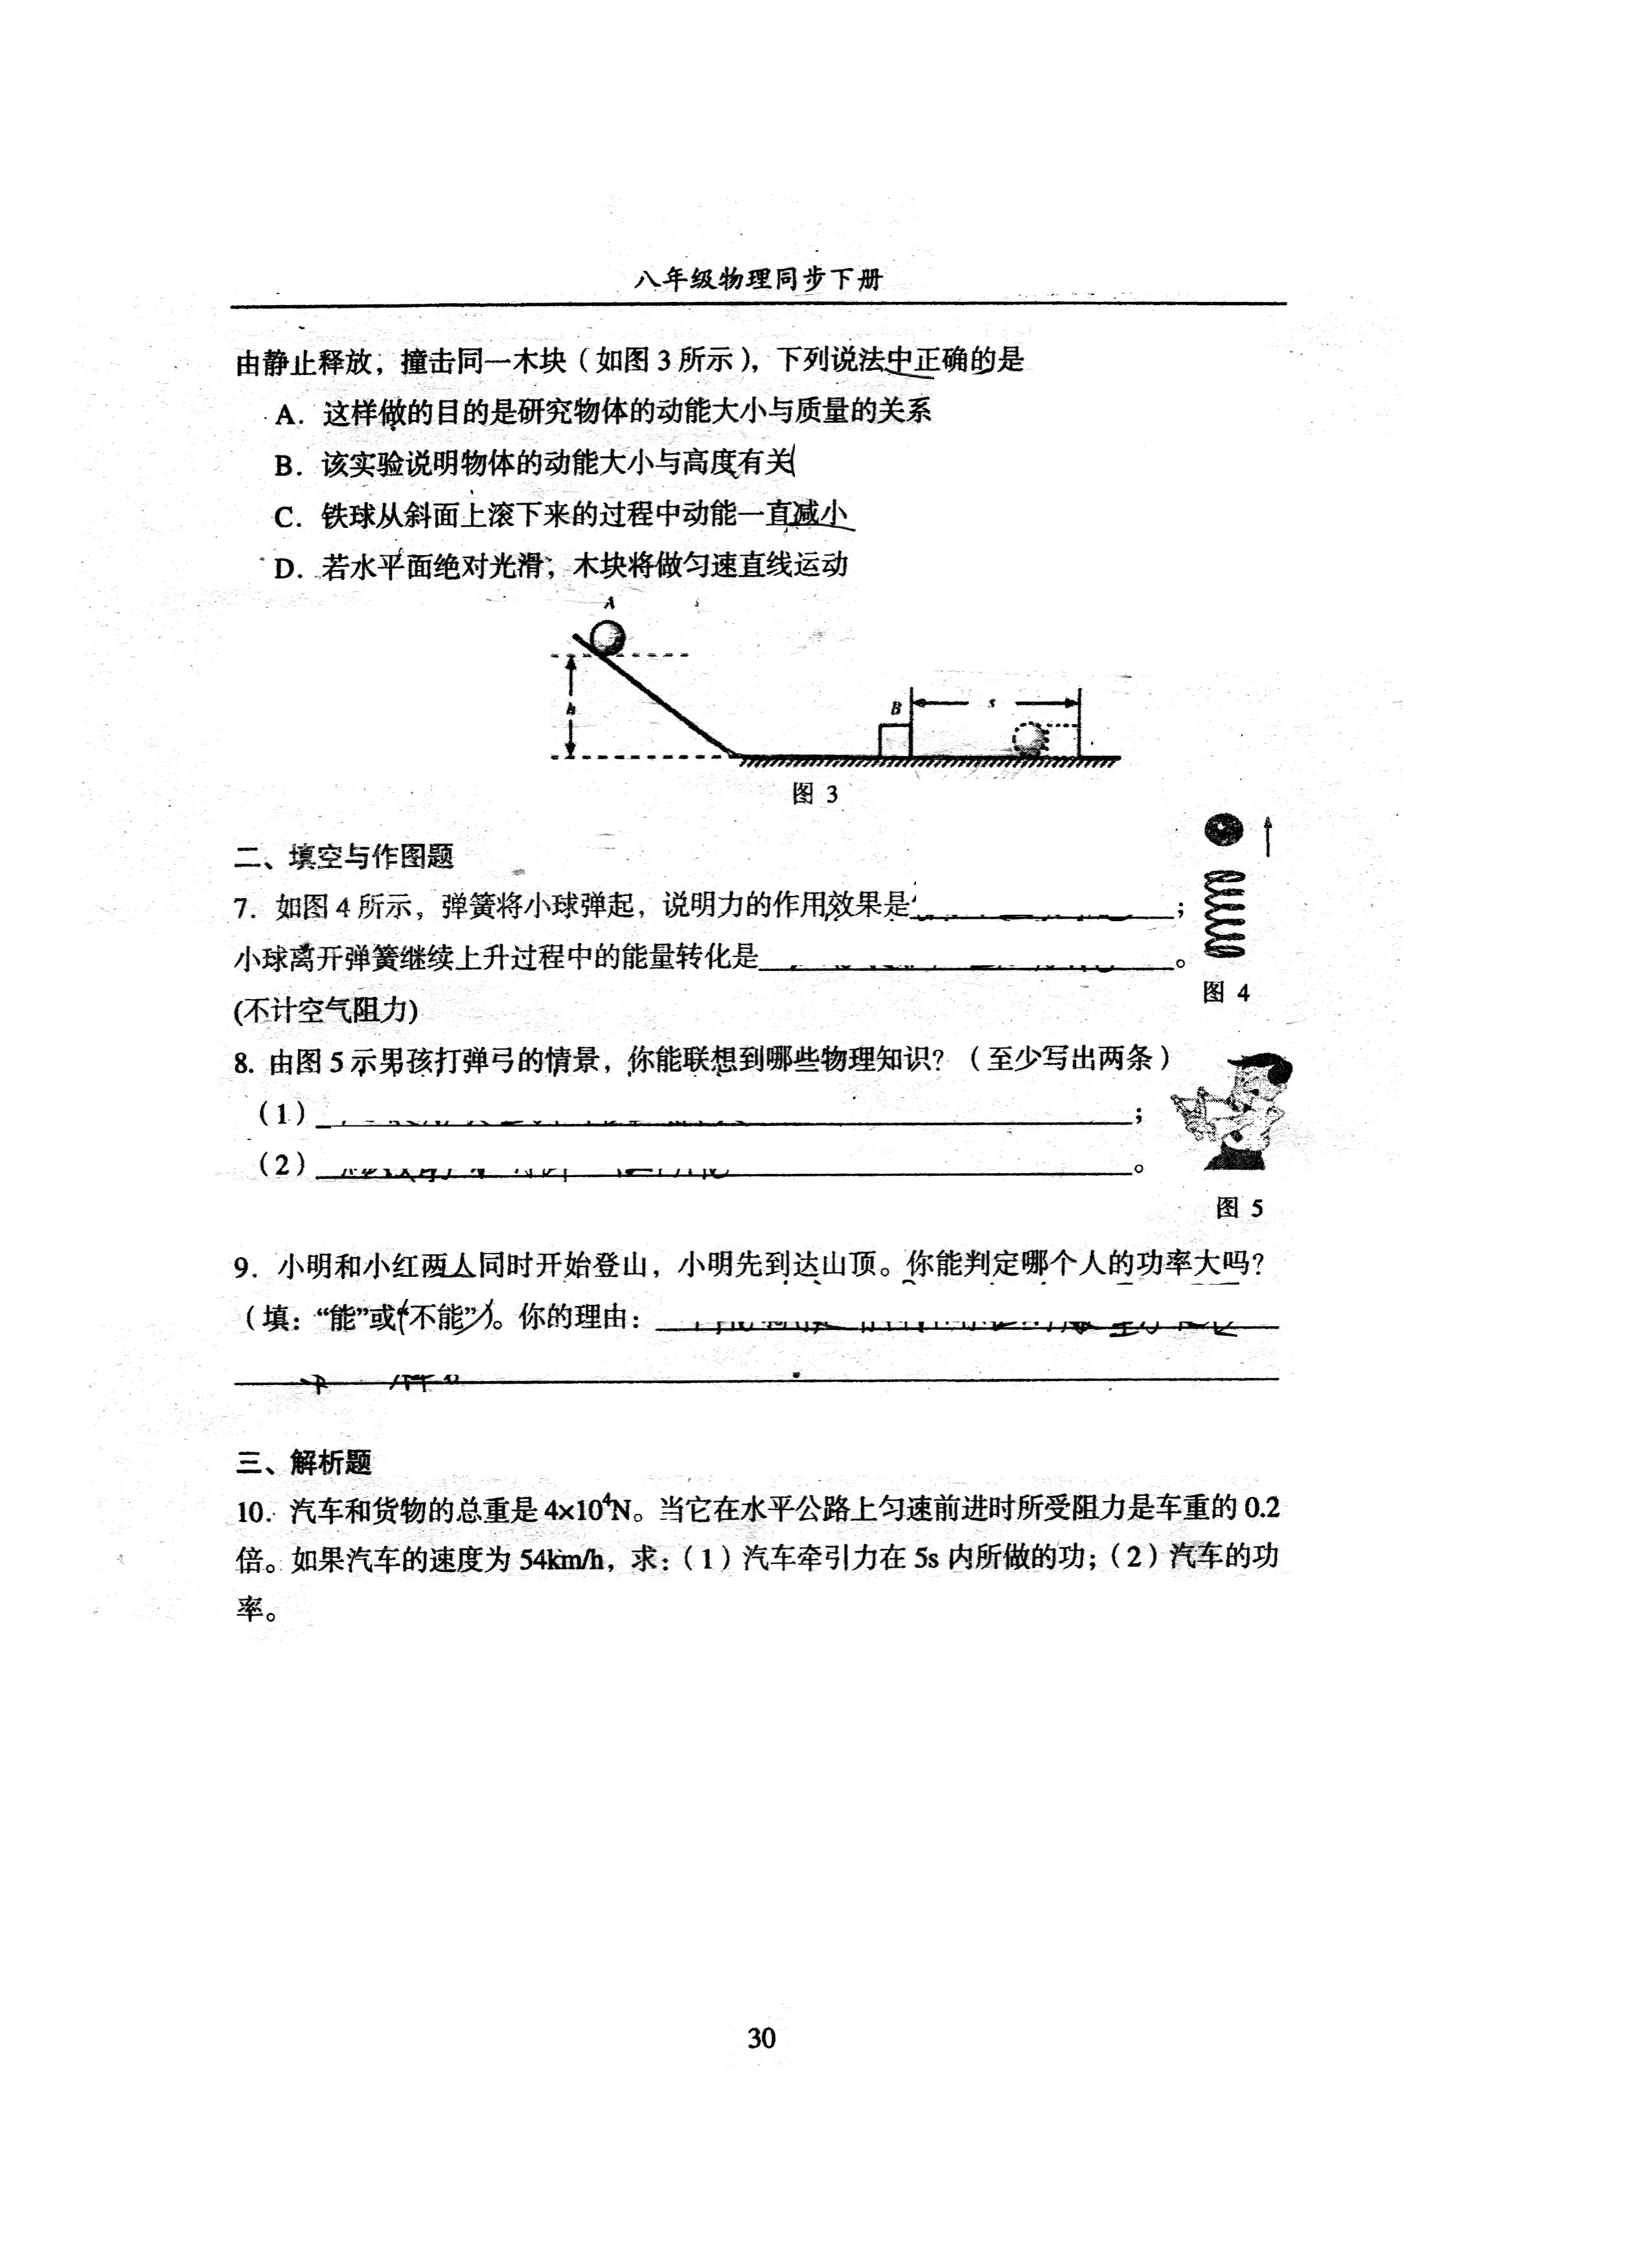 八年级物理同步下册
由静止释放，撞击同一木块（如图3所示），下列说法中正确的是
A．这样做的目的是研究物体的动能大小与质量的关系
B．该实验说明物体的动能大小与高度有关
C．铁球从斜面上滚下来的过程中动能一直减小
D．若水平面绝对光滑，木块将做匀速直线运动
A
h
B
s
图 3
二、填空与作图题
7．如图4所示，弹簧将小球弹起，说明力的作用效果是；
小球离开弹簧继续上升过程中的能量转化是。
(不计空气阻力)
图 4
8. 由图5示男孩打弹弓的情景，你能联想到哪些物理知识？（至少写出两条）
（1）；
（2）。
图 5
9．小明和小红两人同时开始登山，小明先到达山顶。你能判定哪个人的功率大吗？
（填：“能”或“不能”）。你的理由：
三、解析题
10．汽车和货物的总重是4×10⁴N。当它在水平公路上匀速前进时所受阻力是车重的0.2
倍。如果汽车的速度为54km/h，求：（1）汽车牵引力在5s内所做的功；（2）汽车的功
率。
30